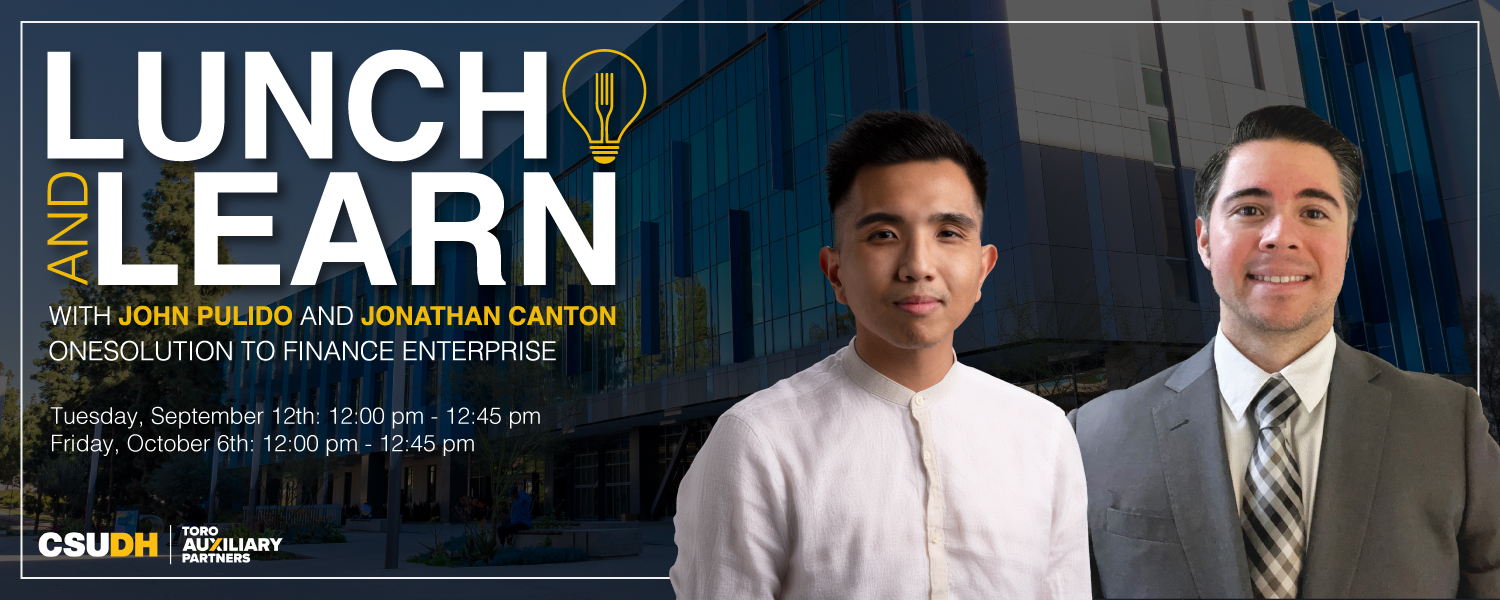 LUNCH
AND
LEARN
WITH JOHN PULIDO AND JONATHAN CANTON
ONESOLUTION TO FINANCE ENTERPRISE
Tuesday, September 12th: 12:00 pm - 12:45 pm
Friday, October 6th: 12:00 pm - 12:45 pm
CSUDH
TORO
AUXILIARY
PARTNERS